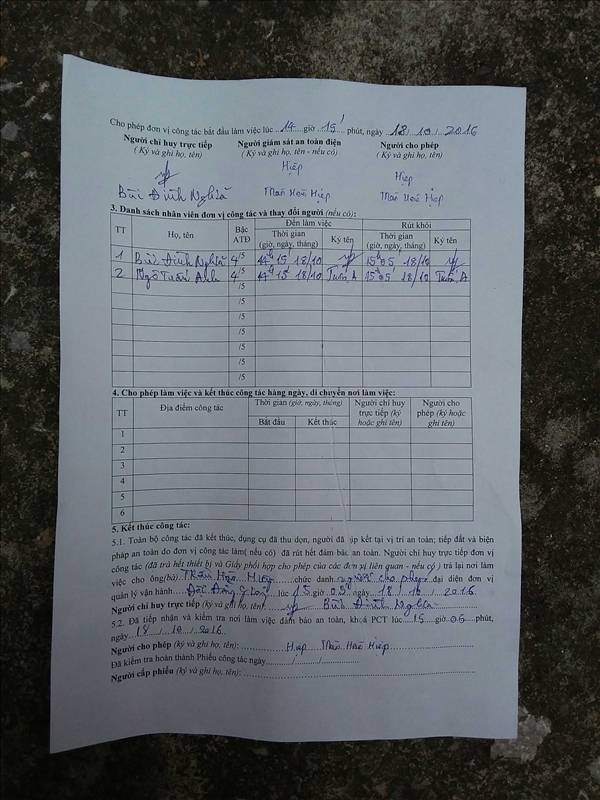 Cho phép đơn vị công tác bắt đầu làm việc lúc 14 giờ 15 phút, ngày 18 / 10 / 2016
Người chỉ huy trực tiếp Người giám sát an toàn điện Người cho phép
( Ký và ghi họ, tên) ( Ký và ghi họ, tên - nếu có) ( Ký và ghi họ, tên)
Hiệp Hiệp
Bùi Đình Nghĩa Thân Hoà Hiệp Thân Hoà Hiệp
3. Danh sách nhân viên đơn vị công tác và thay đổi người (nếu có):
TT Họ, tên Bậc ATĐ Đến làm việc Rút khỏi
Thời gian (giờ, ngày, tháng) Ký tên Thời gian (giờ, ngày, tháng) Ký tên
1 Bùi Đình Nghĩa 4/5 14h 15 18/10 15h 05 18/10
2 Ngô Tuấn Anh 4/5 14h 15 18/10 Tuấn A 15h 05 18/10 Tuấn A
/5
/5
/5
/5
/5
/5
/5
4. Cho phép làm việc và kết thúc công tác hàng ngày, di chuyển nơi làm việc:
TT Địa điểm công tác Thời gian (giờ, ngày, tháng) Người chỉ huy trực tiếp (ký hoặc ghi tên) Người cho phép (ký hoặc ghi tên)
Bắt đầu Kết thúc
1
2
3
4
5
6
5. Kết thúc công tác:
5.1. Toàn bộ công tác đã kết thúc, dụng cụ đã thu dọn, người đã tập kết tại vị trí an toàn; tiếp đất và biện
pháp an toàn do đơn vị công tác làm( nếu có) đã rút hết đảm bảo an toàn. Người chỉ huy trực tiếp đơn vị
công tác (đã trả hết thiết bị và Giấy phối hợp cho phép của các đơn vị liên quan - nếu có ) trả lại nơi làm
việc cho ông(bà) Thân Hoà Hiệp chức danh người cho phép đại diện đơn vị
quản lý vận hành lúc 15 giờ 05 ngày 18 / 10 / 2016
Người chỉ huy trực tiếp (ký và ghi họ, tên) Bùi Đình Nghĩa
5.2. Đã tiếp nhận và kiểm tra nơi làm việc đảm bảo an toàn, khoá PCT lúc 15 giờ 05 phút,
ngày 18 / 10 / 2016
Người cho phép (ký và ghi họ, tên): Hiệp Thân Hoà Hiệp
Đã kiểm tra hoàn thành Phiếu công tác ngày / /
Người cấp phiếu (ký và ghi họ, tên):